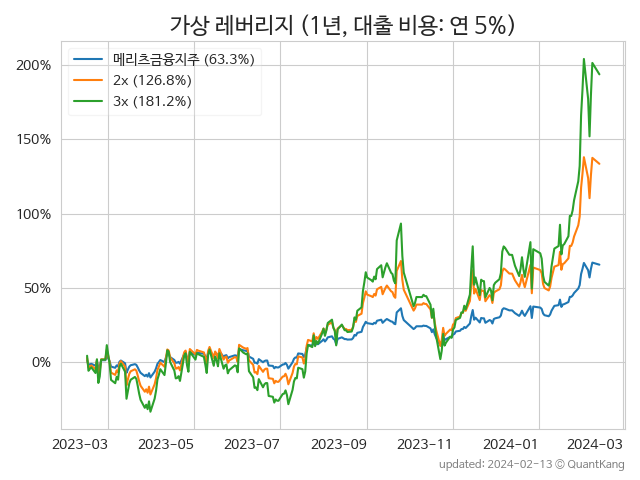 가상 레버리지 (1년, 대출 비용: 연 5%)
메리츠금융지주 (63.3%)
2x (126.8%)
3x (181.2%)
200%
150%
100%
50%
0%
2023-03 2023-05 2023-07 2023-09 2023-11 2024-01 2024-03
updated: 2024-02-13 © QuantKang